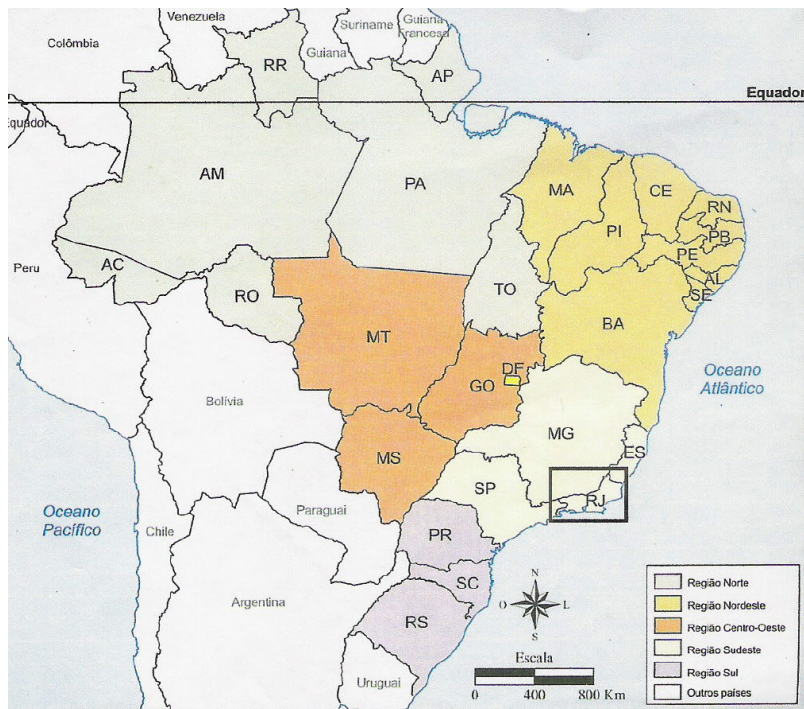 Venezuela
Colômbia
Suriname
Guiana
Francesa
Guiana
RR
AP
Equador
Equador
AM
PA
MA
CE
RN
PB
PI
PE
AL
SE
AC
Peru
RO
TO
BA
MT
DF
GO
Oceano
Atlântico
Bolívia
MG
ES
MS
SP
RJ
Oceano
Pacífico
Chile
Paraguai
PR
SC
RS
Argentina
Uruguai
N
O
L
S
Escala
0 400 800 Km
Região Norte
Região Nordeste
Região Centro-Oeste
Região Sudeste
Região Sul
Outros países